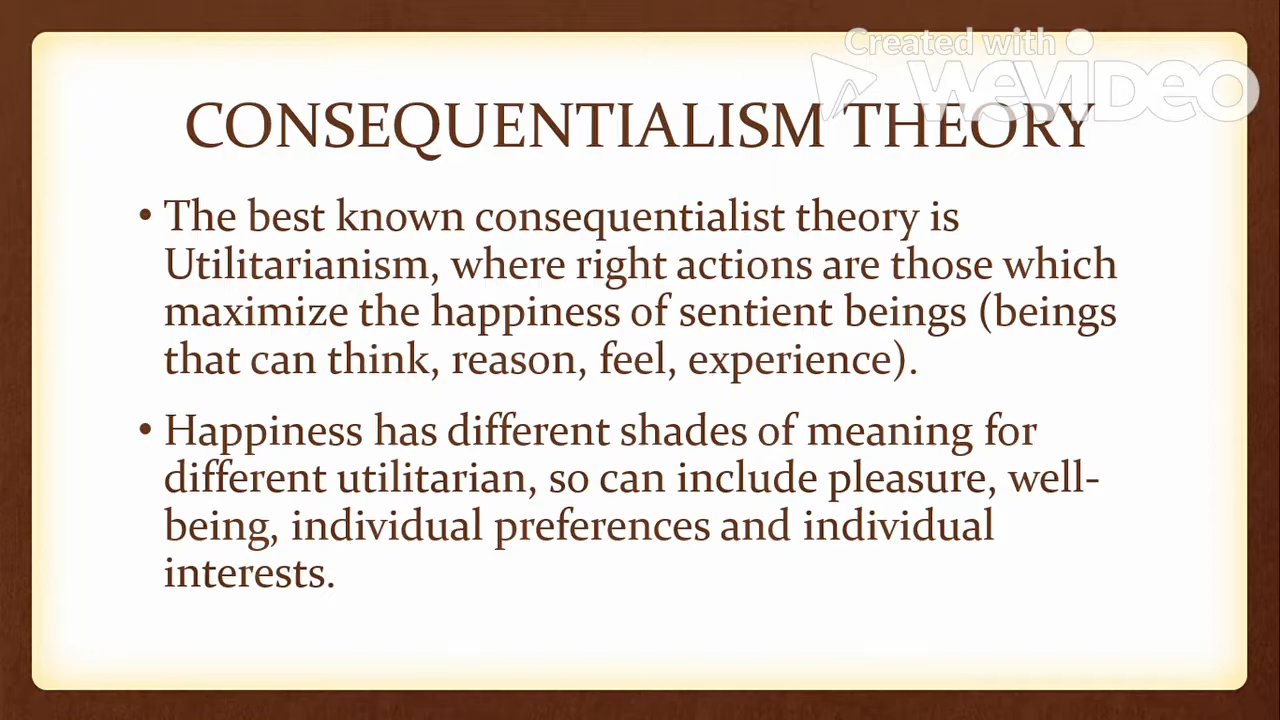 Created with
WEVIDEO
CONSEQUENTIALISM THEORY
• The best known consequentialist theory is
Utilitarianism, where right actions are those which
maximize the happiness of sentient beings (beings
that can think, reason, feel, experience).
• Happiness has different shades of meaning for
different utilitarian, so can include pleasure, well-
being, individual preferences and individual
interests.